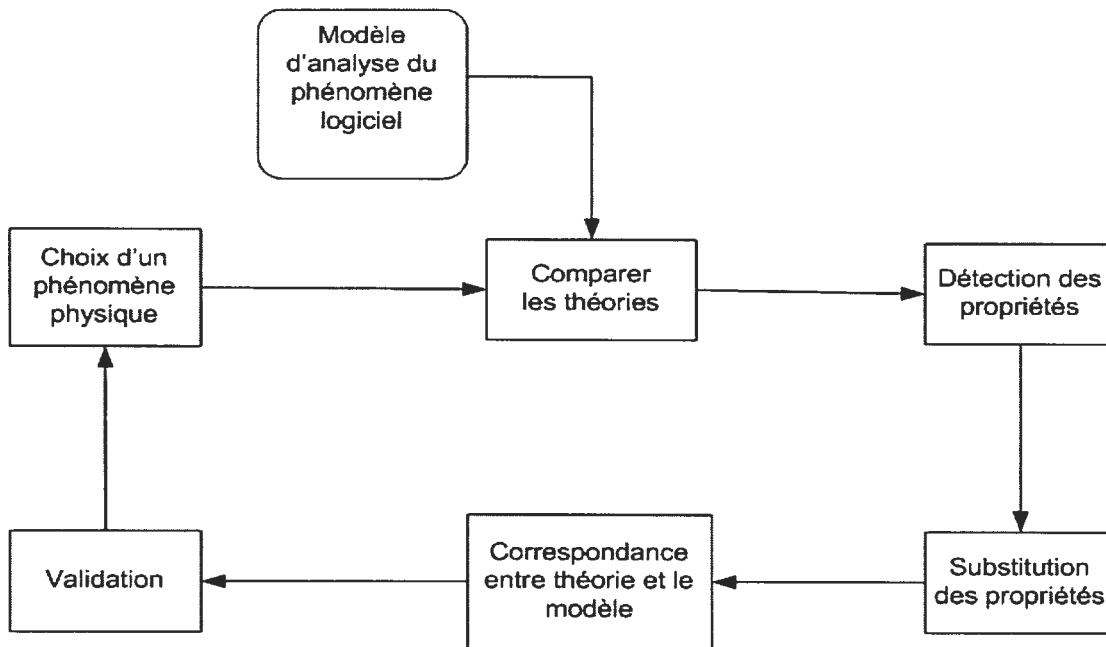 Modèle
d'analyse du
phénomène
logiciel
Choix d'un
phénomène
physique
Comparer
les théories
Détection des
propriétés
Validation
Correspondance
entre théorie et le
modèle
Substitution
des propriétés